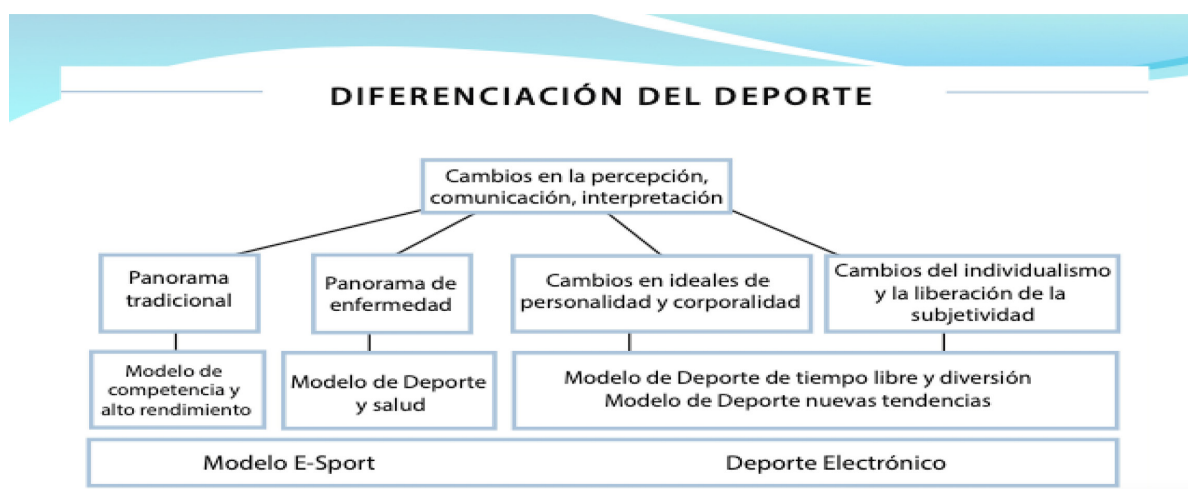 DIFERENCIACIÓN DEL DEPORTE
Cambios en la percepción,
comunicación, interpretación
Panorama
tradicional
Panorama de
enfermedad
Cambios en ideales de
personalidad y corporalidad
Cambios del individualismo
y la liberación de la
subjetividad
Modelo de
competencia y
alto rendimiento
Modelo de Deporte
y salud
Modelo de Deporte de tiempo libre y diversión
Modelo de Deporte nuevas tendencias
Modelo E-Sport Deporte Electrónico